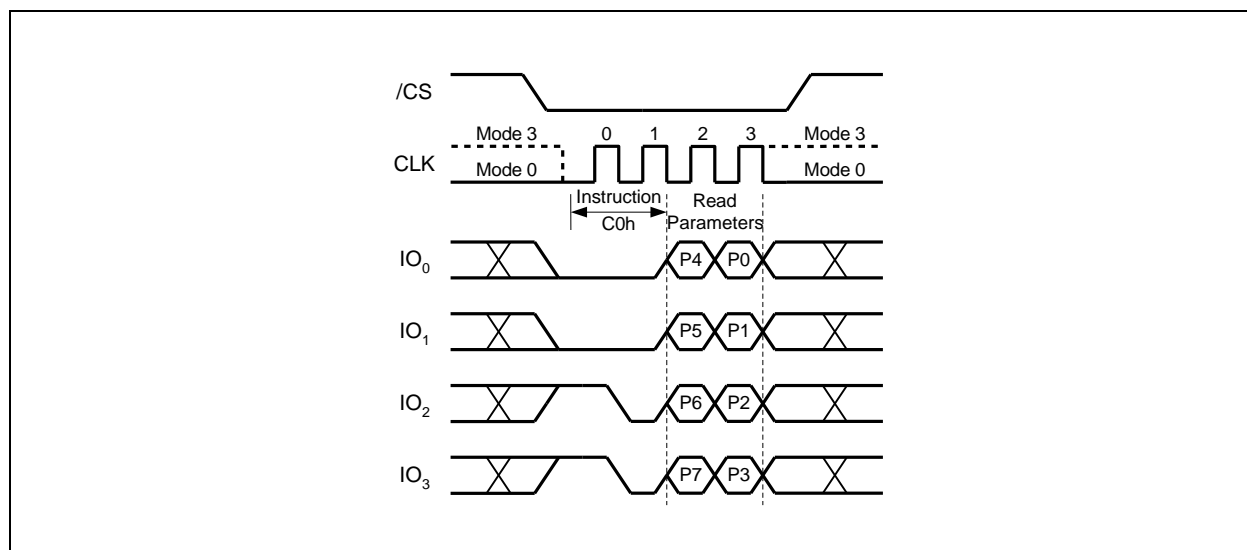 /CS
Mode 3 0 1 2 3 Mode 3
CLK
Mode 0 Mode 0
Instruction Read
C0h Parameters
IO0 P4 P0
IO1 P5 P1
IO2 P6 P2
IO3 P7 P3